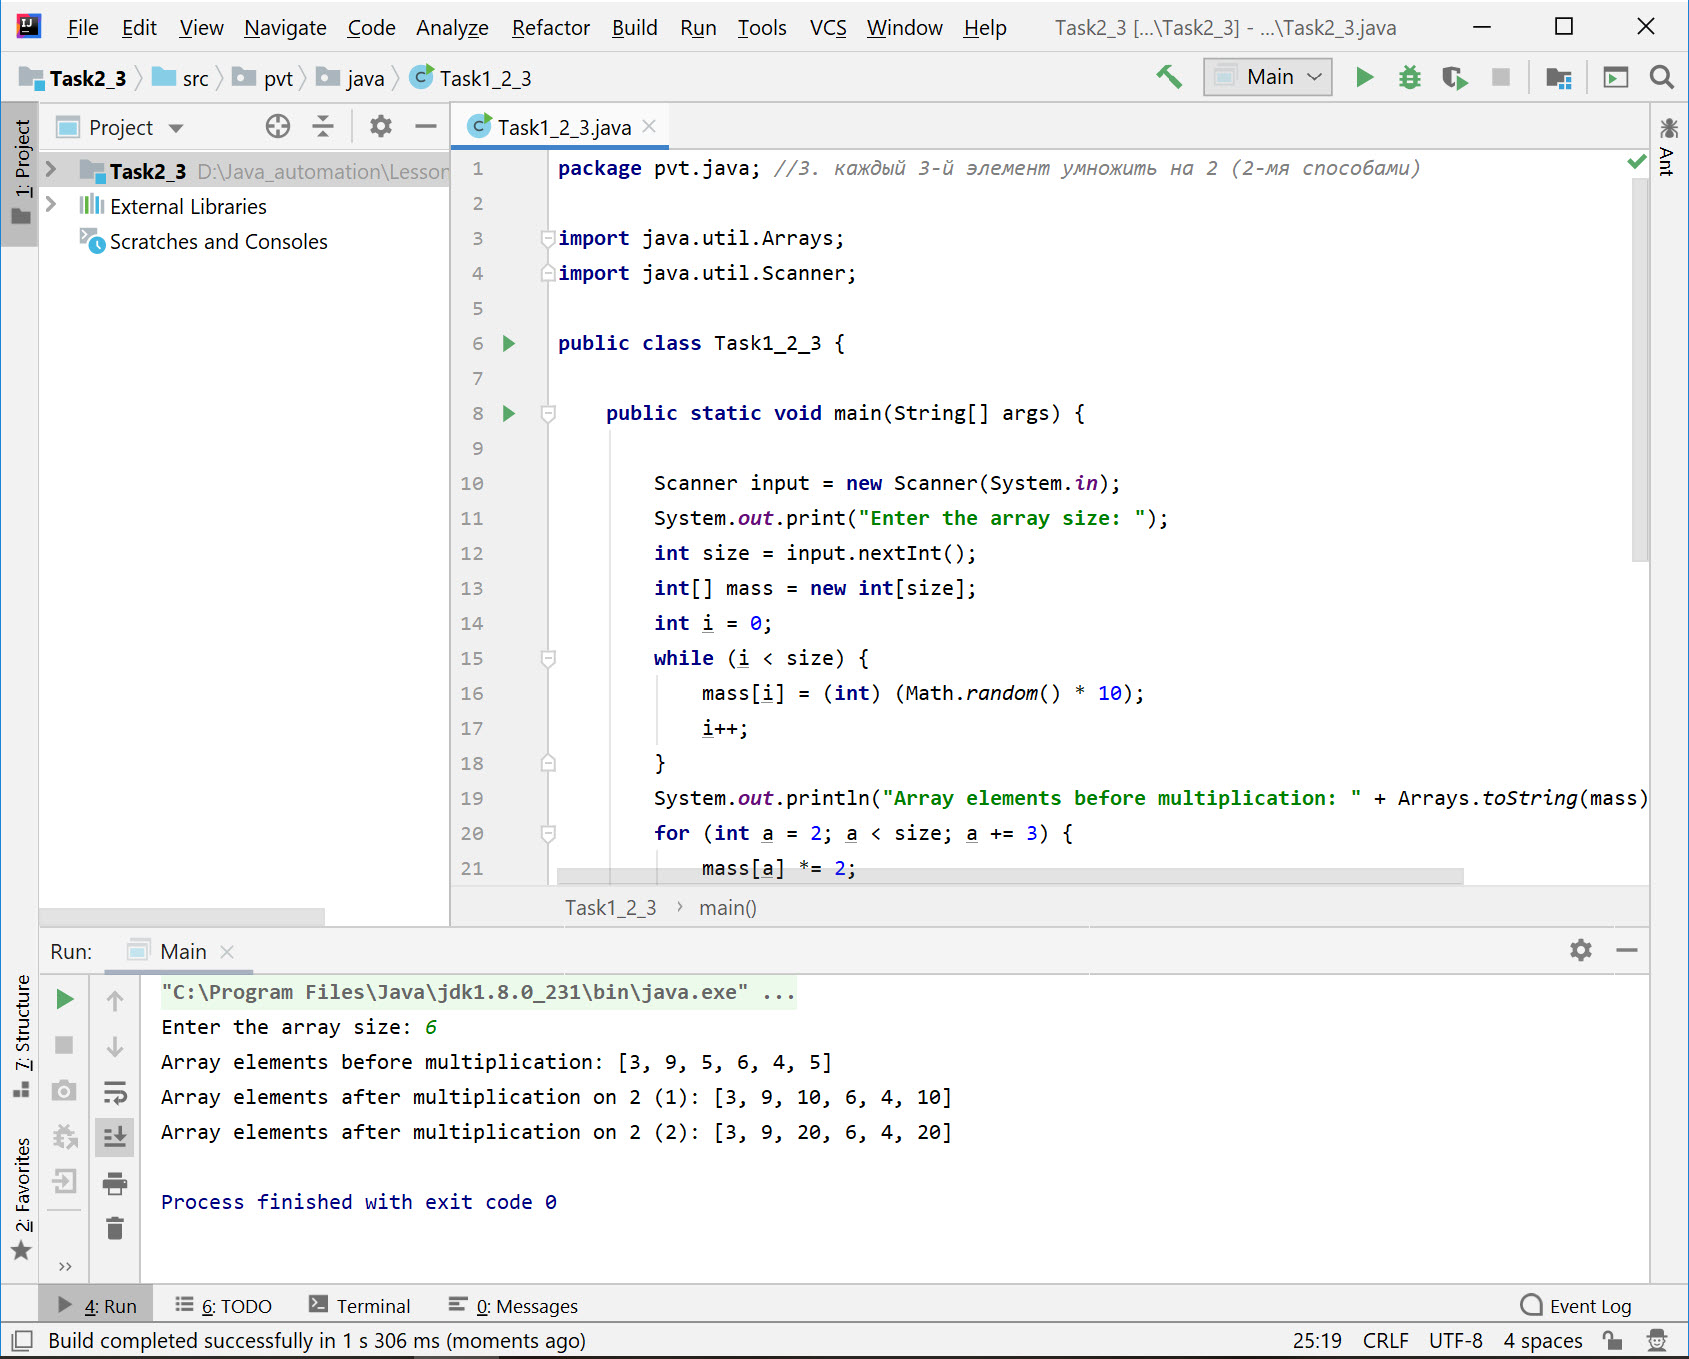 File Edit View Navigate Code Analyze Refactor Build Run Tools VCS Window Help Task2_3 [...\Task2_3] - ...\Task2_3.java
Task2_3 src pvt java Task1_2_3 Main
1: Project
Project
Task2_3 D:\Java_automation\Lesson
External Libraries
Scratches and Consoles
Task1_2_3.java
Ant
1 package pvt.java; //3. каждый 3-й элемент умножить на 2 (2-мя способами)
2
3 import java.util.Arrays;
4 import java.util.Scanner;
5
6 public class Task1_2_3 {
7
8 public static void main(String[] args) {
9
10 Scanner input = new Scanner(System.in);
11 System.out.print("Enter the array size: ");
12 int size = input.nextInt();
13 int[] mass = new int[size];
14 int i = 0;
15 while (i < size) {
16 mass[i] = (int) (Math.random() * 10);
17 i++;
18 }
19 System.out.println("Array elements before multiplication: " + Arrays.toString(mass)
20 for (int a = 2; a < size; a += 3) {
21 mass[a] *= 2;
Task1_2_3 › main()
Run: Main
7: Structure
2: Favorites
"C:\Program Files\Java\jdk1.8.0_231\bin\java.exe" ...
Enter the array size: 6
Array elements before multiplication: [3, 9, 5, 6, 4, 5]
Array elements after multiplication on 2 (1): [3, 9, 10, 6, 4, 10]
Array elements after multiplication on 2 (2): [3, 9, 20, 6, 4, 20]
Process finished with exit code 0
4: Run 6: TODO Terminal 0: Messages Event Log
Build completed successfully in 1 s 306 ms (moments ago) 25:19 CRLF UTF-8 4 spaces